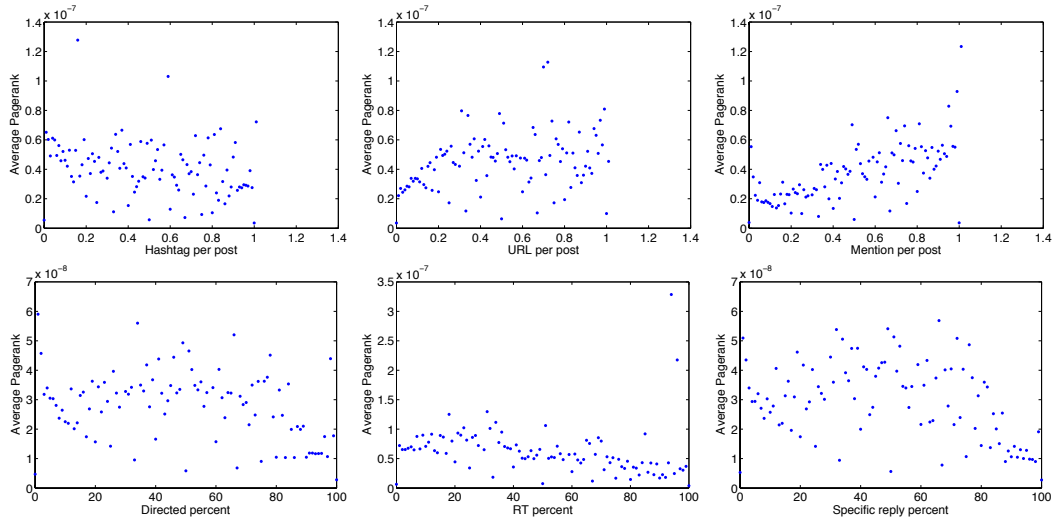 x 10⁻⁷
1.4
1.2
1
0.8
0.6
0.4
0.2
0
Average Pagerank
0 0.2 0.4 0.6 0.8 1 1.2 1.4
Hashtag per post
x 10⁻⁷
1.4
1.2
1
0.8
0.6
0.4
0.2
0
Average Pagerank
0 0.2 0.4 0.6 0.8 1 1.2 1.4
URL per post
x 10⁻⁷
1.4
1.2
1
0.8
0.6
0.4
0.2
0
Average Pagerank
0 0.2 0.4 0.6 0.8 1 1.2 1.4
Mention per post
x 10⁻⁸
7
6
5
4
3
2
1
0
Average Pagerank
0 20 40 60 80 100
Directed percent
x 10⁻⁷
3.5
3
2.5
2
1.5
1
0.5
0
Average Pagerank
0 20 40 60 80 100
RT percent
x 10⁻⁸
7
6
5
4
3
2
1
0
Average Pagerank
0 20 40 60 80 100
Specific reply percent